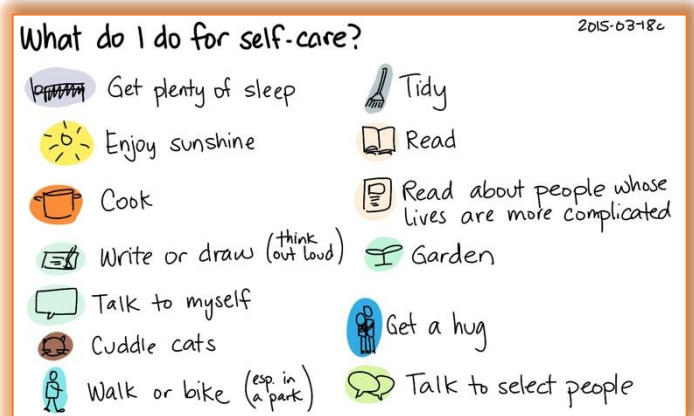 What do I do for self-care?
2015-03-18c
Get plenty of sleep
Enjoy sunshine
Cook
Write or draw (think out loud)
Talk to myself
Cuddle cats
Walk or bike (esp. in a park)
Tidy
Read
Read about people whose
lives are more complicated
Garden
Get a hug
Talk to select people